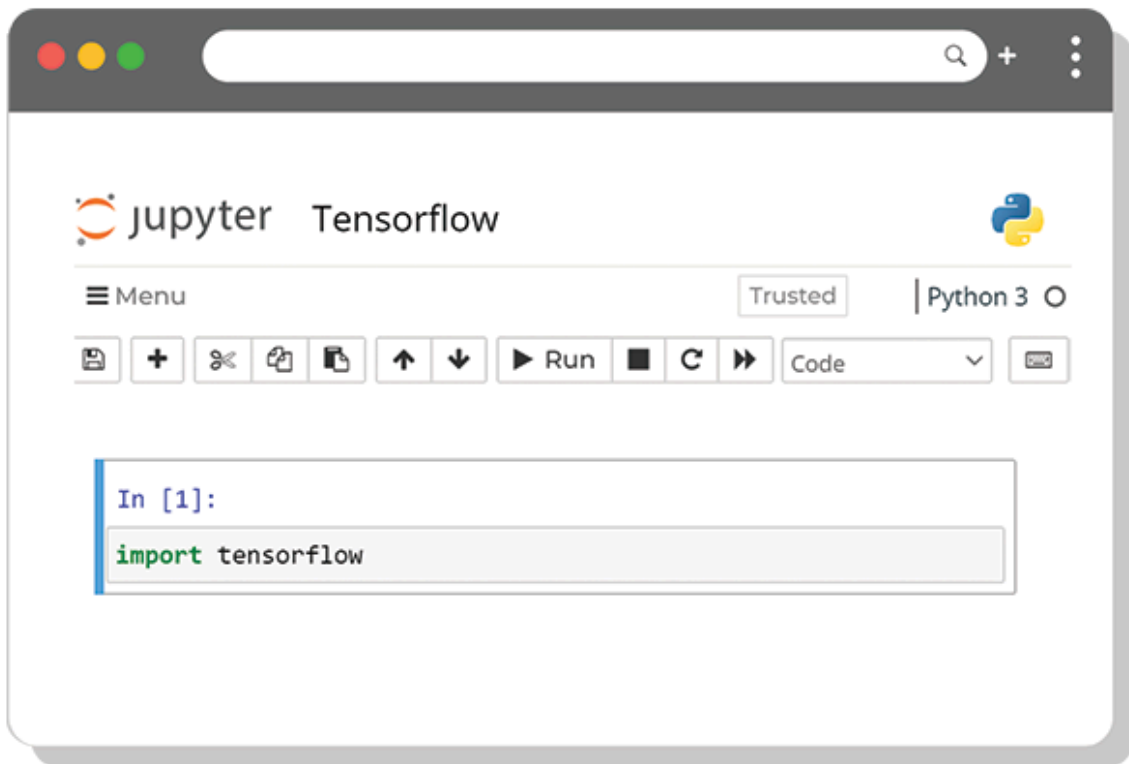 jupyter Tensorflow
Menu Trusted Python 3
Run Code
In [1]:
import tensorflow